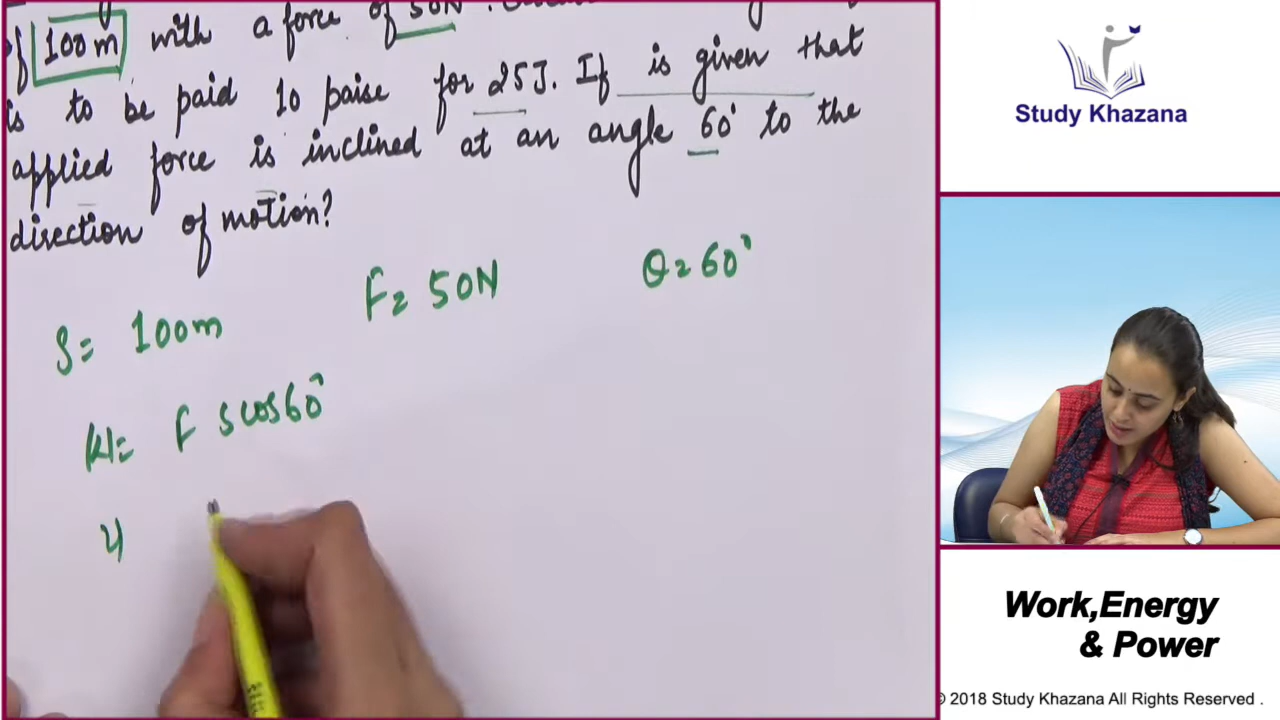 of 100 m with a force of 50N.
is to be paid 10 paise for 25J. If is given that
applied force is inclined at an angle 60° to the
direction of motion?
S= 100m
F= 50N
θ= 60°
W= F S cos60°
Study Khazana
Work,Energy
& Power
© 2018 Study Khazana All Rights Reserved .